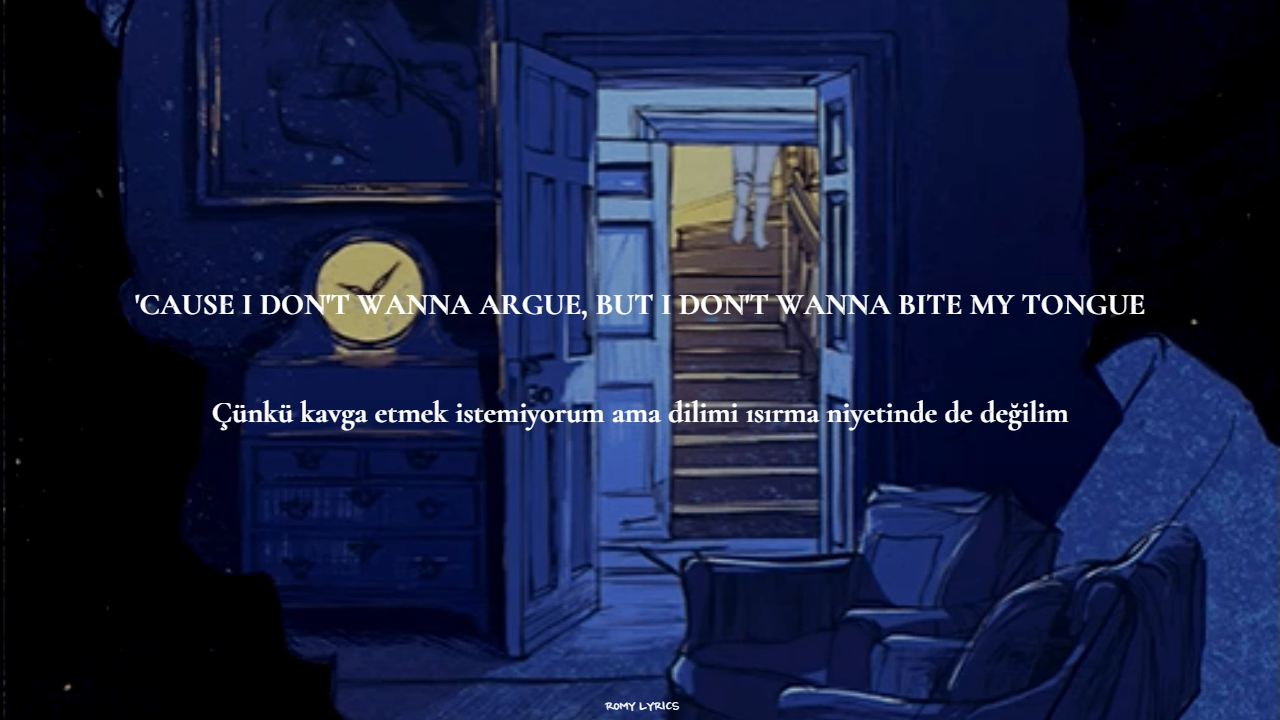 'CAUSE I DON'T WANNA ARGUE, BUT I DON'T WANNA BITE MY TONGUE
Çünkü kavga etmek istemiyorum ama dilimi ısırma niyetinde de değilim
ROMY LYRICS